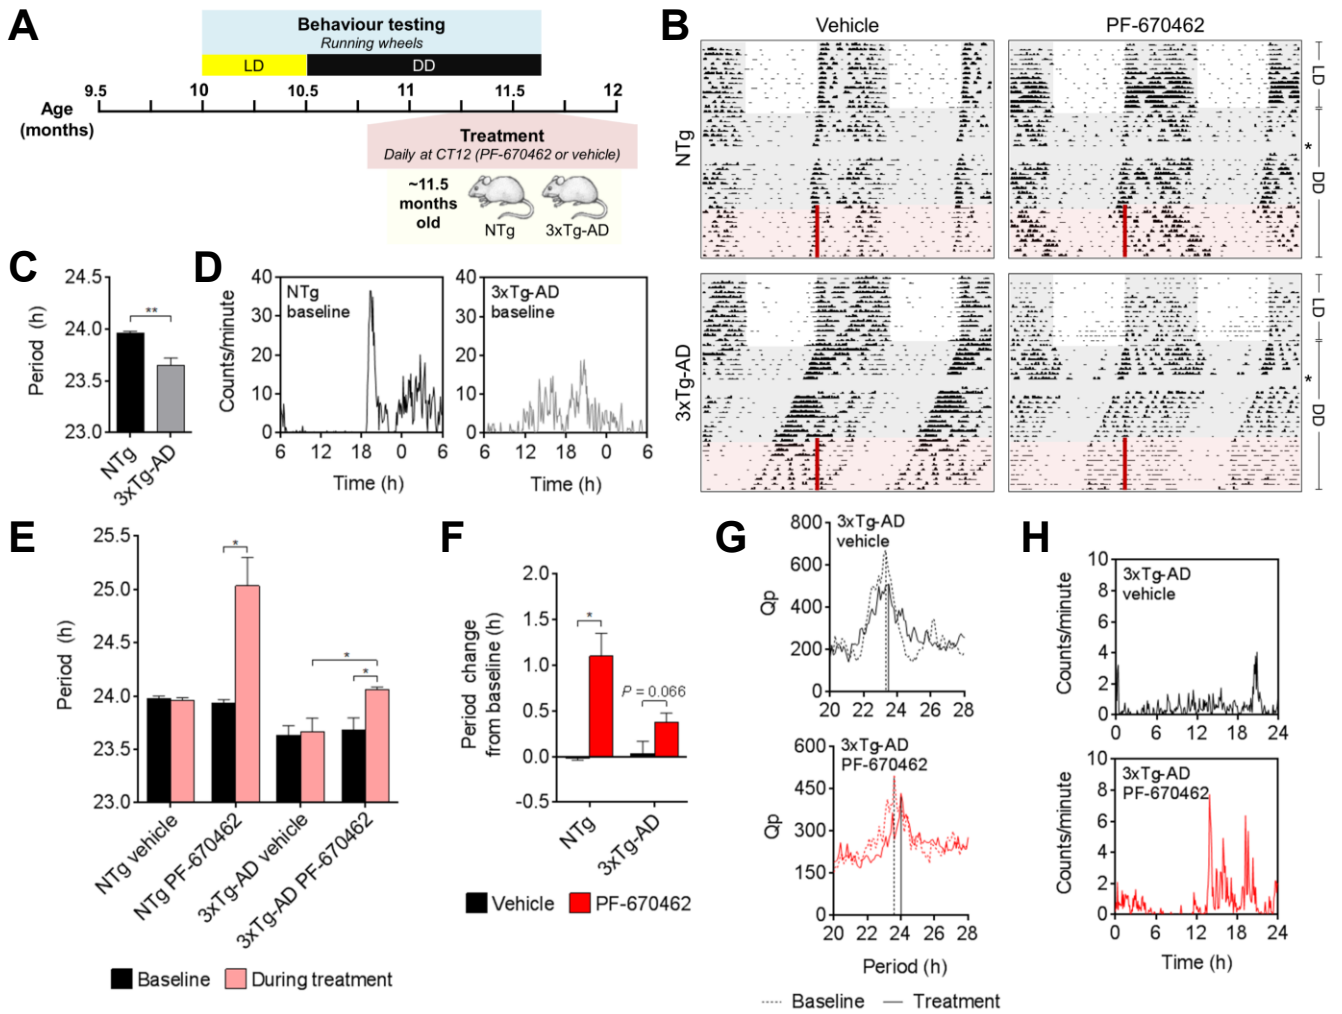 A
Behaviour testing
Running wheels
LD
DD
9.5
10
10.5
11
11.5
12
Age
(months)
Treatment
Daily at CT12 (PF-670462 or vehicle)
~11.5
months
old
NTg
3xTg-AD
B
Vehicle
PF-670462
NTg
LD
*
DD
3xTg-AD
LD
*
DD
C
Period (h)
24.5
24.0
23.5
23.0
**
NTg
3xTg-AD
D
Counts/minute
40
30
20
10
0
NTg
baseline
6 12 18 0 6
Time (h)
40
30
20
10
0
3xTg-AD
baseline
6 12 18 0 6
Time (h)
E
Period (h)
25.5
25.0
24.5
24.0
23.5
23.0
*
*
*
NTg vehicle
NTg PF-670462
3xTg-AD vehicle
3xTg-AD PF-670462
Baseline
During treatment
F
Period change
from baseline (h)
2.0
1.5
1.0
0.5
0.0
-0.5
*
P = 0.066
NTg
3xTg-AD
Vehicle
PF-670462
G
Qp
800
600
400
200
0
3xTg-AD
vehicle
20 22 24 26 28
Qp
600
450
300
150
0
3xTg-AD
PF-670462
20 22 24 26 28
Period (h)
Baseline
Treatment
H
Counts/minute
10
8
6
4
2
0
3xTg-AD
vehicle
0 6 12 18 24
Counts/minute
10
8
6
4
2
0
3xTg-AD
PF-670462
0 6 12 18 24
Time (h)